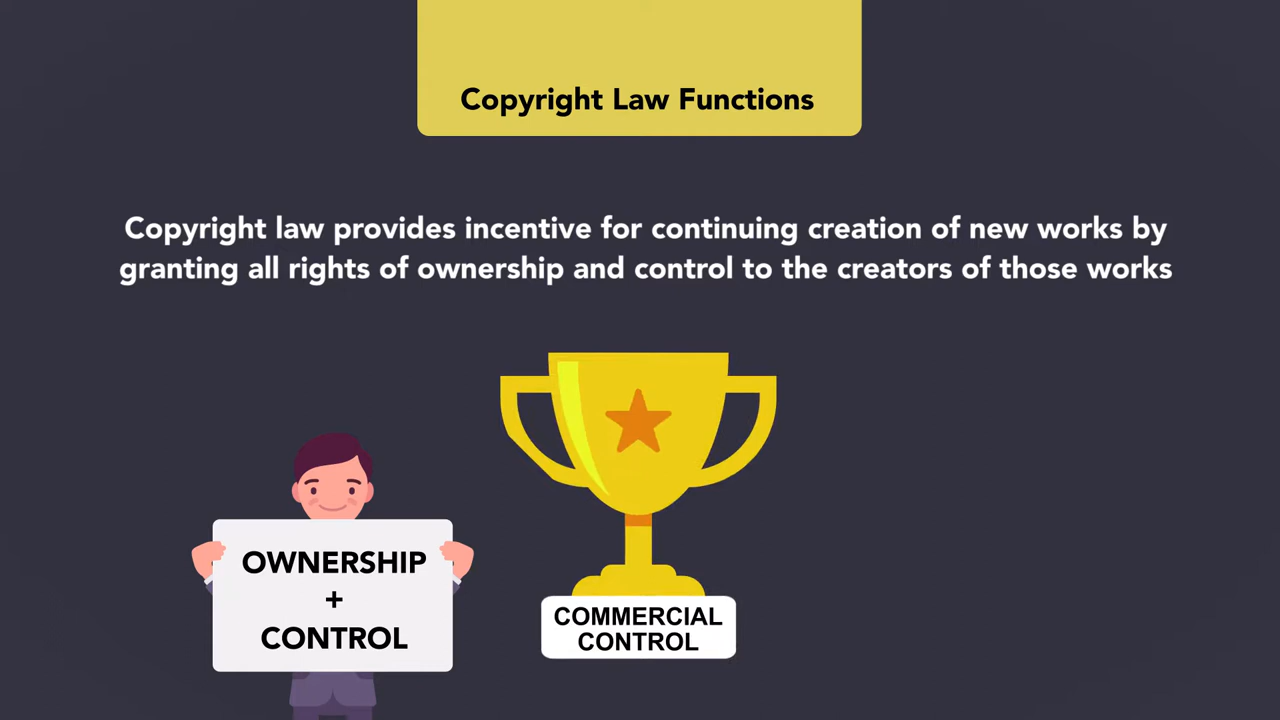 Copyright Law Functions
Copyright law provides incentive for continuing creation of new works by
granting all rights of ownership and control to the creators of those works
OWNERSHIP
+
CONTROL
COMMERCIAL
CONTROL